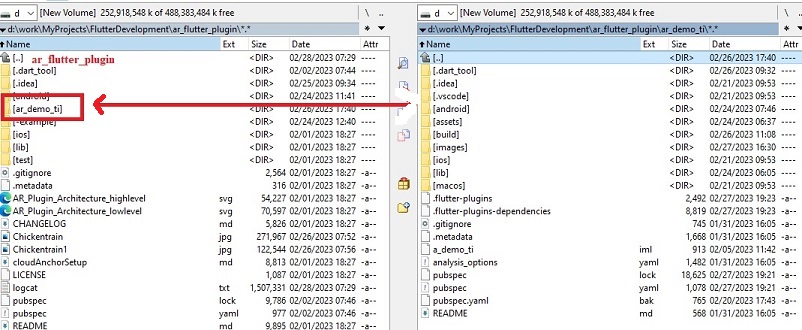 d [New Volume] 252,918,548 k of 488,383,484 k free \ ..
d:\work\MyProjects\FlutterDevelopment\ar_flutter_plugin\*.* * ▼
Name Ext Size Date Attr
[..] ar_flutter_plugin <DIR> 02/28/2023 07:29 ----
[.dart_tool] <DIR> 02/02/2023 07:44 ----
[.idea] <DIR> 02/25/2023 09:34 ----
[android] <DIR> 02/24/2023 11:41 ----
[ar_demo_ti] <DIR> 02/26/2023 17:40 ----
[-example] <DIR> 02/24/2023 12:40 ----
[ios] <DIR> 02/01/2023 18:27 ----
[lib] <DIR> 02/01/2023 18:27 ----
[test] <DIR> 02/01/2023 18:27 ----
.gitignore 2,564 02/01/2023 18:27 -a--
.metadata 316 02/01/2023 18:27 -a--
AR_Plugin_Architecture_highlevel svg 54,227 02/01/2023 18:27 -a--
AR_Plugin_Architecture_lowlevel svg 70,597 02/01/2023 18:27 -a--
CHANGELOG md 5,826 02/01/2023 18:27 -a--
Chickentrain jpg 271,967 02/26/2023 07:52 -a--
Chickentrain1 jpg 122,544 02/26/2023 07:56 -a--
cloudAnchorSetup md 8,813 02/01/2023 18:27 -a--
LICENSE 1,087 02/01/2023 18:27 -a--
logcat txt 1,507,331 02/28/2023 07:29 -a--
pubspec lock 9,786 02/02/2023 07:46 -a--
pubspec yaml 977 02/02/2023 07:46 -a--
README md 9,895 02/01/2023 18:27 -a--
d [New Volume] 252,918,548 k of 488,383,484 k free \ ..
d:\work\MyProjects\FlutterDevelopment\ar_flutter_plugin\ar_demo_ti\*.* * ▼
Name Ext Size Date Attr
[..] <DIR> 02/26/2023 17:40 ----
[.dart_tool] <DIR> 02/26/2023 09:32 ----
[.idea] <DIR> 02/21/2023 09:53 ----
[.vscode] <DIR> 02/21/2023 09:53 ----
[android] <DIR> 02/24/2023 07:46 ----
[assets] <DIR> 02/24/2023 06:37 ----
[build] <DIR> 02/26/2023 11:08 ----
[images] <DIR> 02/27/2023 16:30 ----
[ios] <DIR> 02/21/2023 09:53 ----
[lib] <DIR> 02/24/2023 06:05 ----
[macos] <DIR> 02/21/2023 09:53 ----
.flutter-plugins 2,492 02/27/2023 19:23 -a--
.flutter-plugins-dependencies 8,819 02/27/2023 19:23 -a--
.gitignore 745 01/31/2023 16:05 -a--
.metadata 1,668 01/31/2023 16:05 -a--
a_demo_ti iml 913 02/05/2023 11:42 -a--
analysis_options yaml 1,482 01/31/2023 16:05 -a--
pubspec lock 18,625 02/27/2023 19:21 -a--
pubspec yaml 1,078 02/27/2023 19:21 -a--
pubspec.yaml bak 765 02/20/2023 17:43 -a--
README md 568 01/31/2023 16:05 -a--